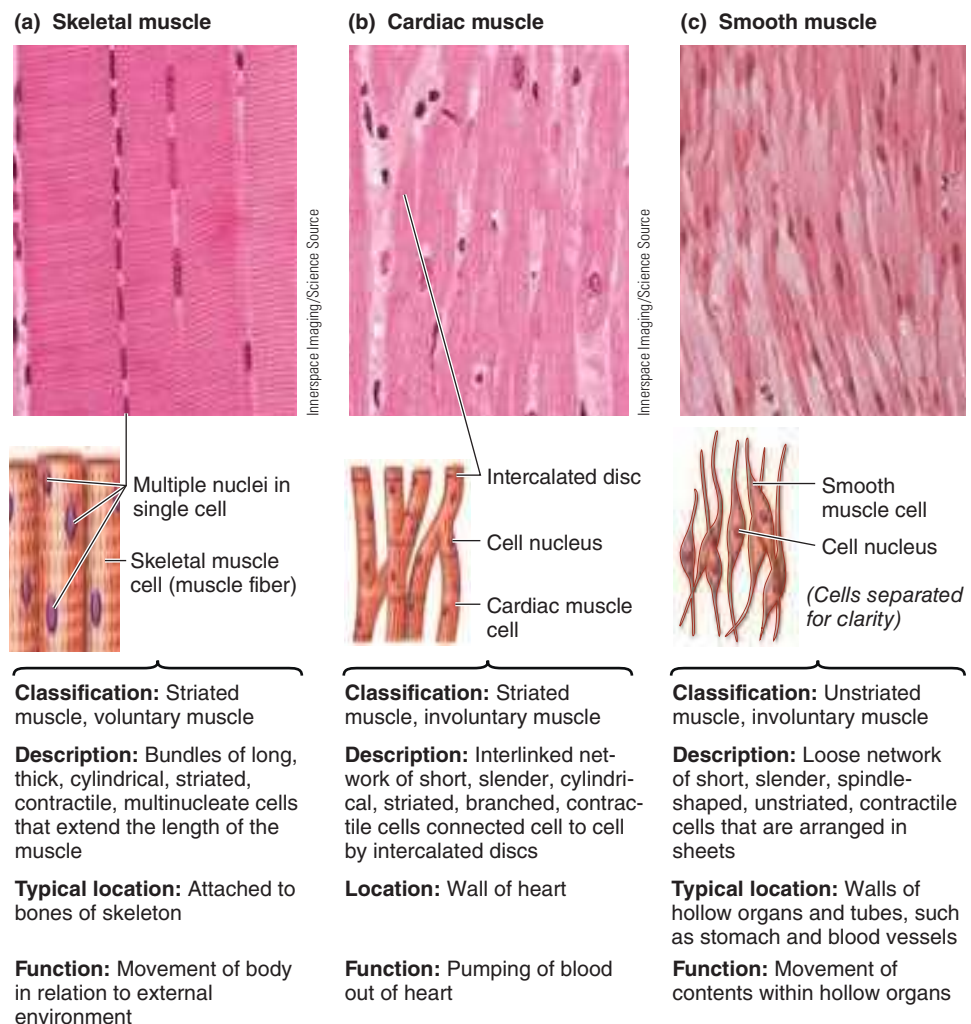 (a) Skeletal muscle
Innerspace Imaging/Science Source
Multiple nuclei in
single cell
Skeletal muscle
cell (muscle fiber)
Classification: Striated
muscle, voluntary muscle
Description: Bundles of long,
thick, cylindrical, striated,
contractile, multinucleate cells
that extend the length of the
muscle
Typical location: Attached to
bones of skeleton
Function: Movement of body
in relation to external
environment
(b) Cardiac muscle
Innerspace Imaging/Science Source
Intercalated disc
Cell nucleus
Cardiac muscle
cell
Classification: Striated
muscle, involuntary muscle
Description: Interlinked net-
work of short, slender, cylindri-
cal, striated, branched, contrac-
tile cells connected cell to cell
by intercalated discs
Location: Wall of heart
Function: Pumping of blood
out of heart
(c) Smooth muscle
Smooth
muscle cell
Cell nucleus
(Cells separated
for clarity)
Classification: Unstriated
muscle, involuntary muscle
Description: Loose network
of short, slender, spindle-
shaped, unstriated, contractile
cells that are arranged in
sheets
Typical location: Walls of
hollow organs and tubes, such
as stomach and blood vessels
Function: Movement of
contents within hollow organs